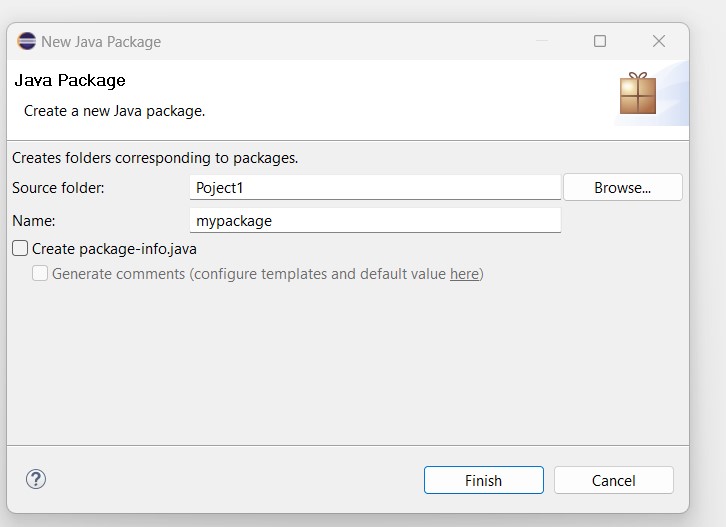 New Java Package
Java Package
Create a new Java package.
Creates folders corresponding to packages.
Source folder: Poject1 Browse...
Name: mypackage
Create package-info.java
Generate comments (configure templates and default value here)
? Finish Cancel